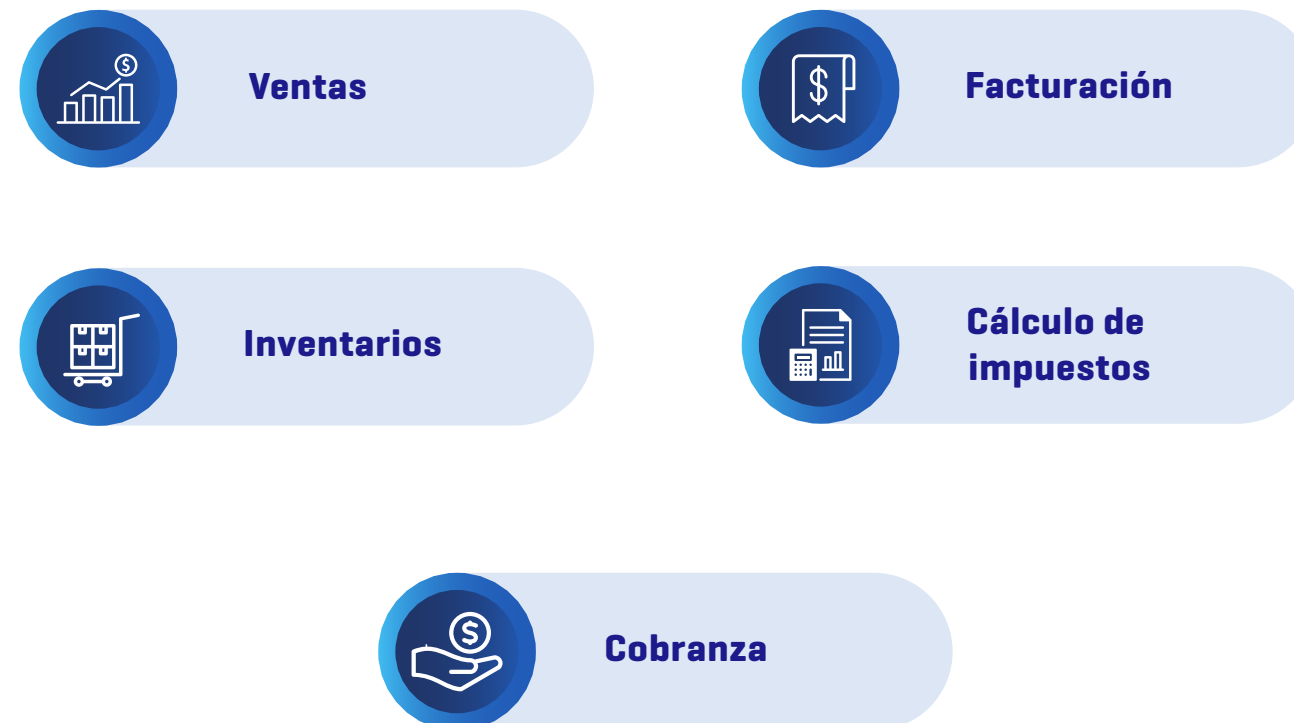 Ventas
Facturación
Inventarios
Cálculo de
impuestos
Cobranza